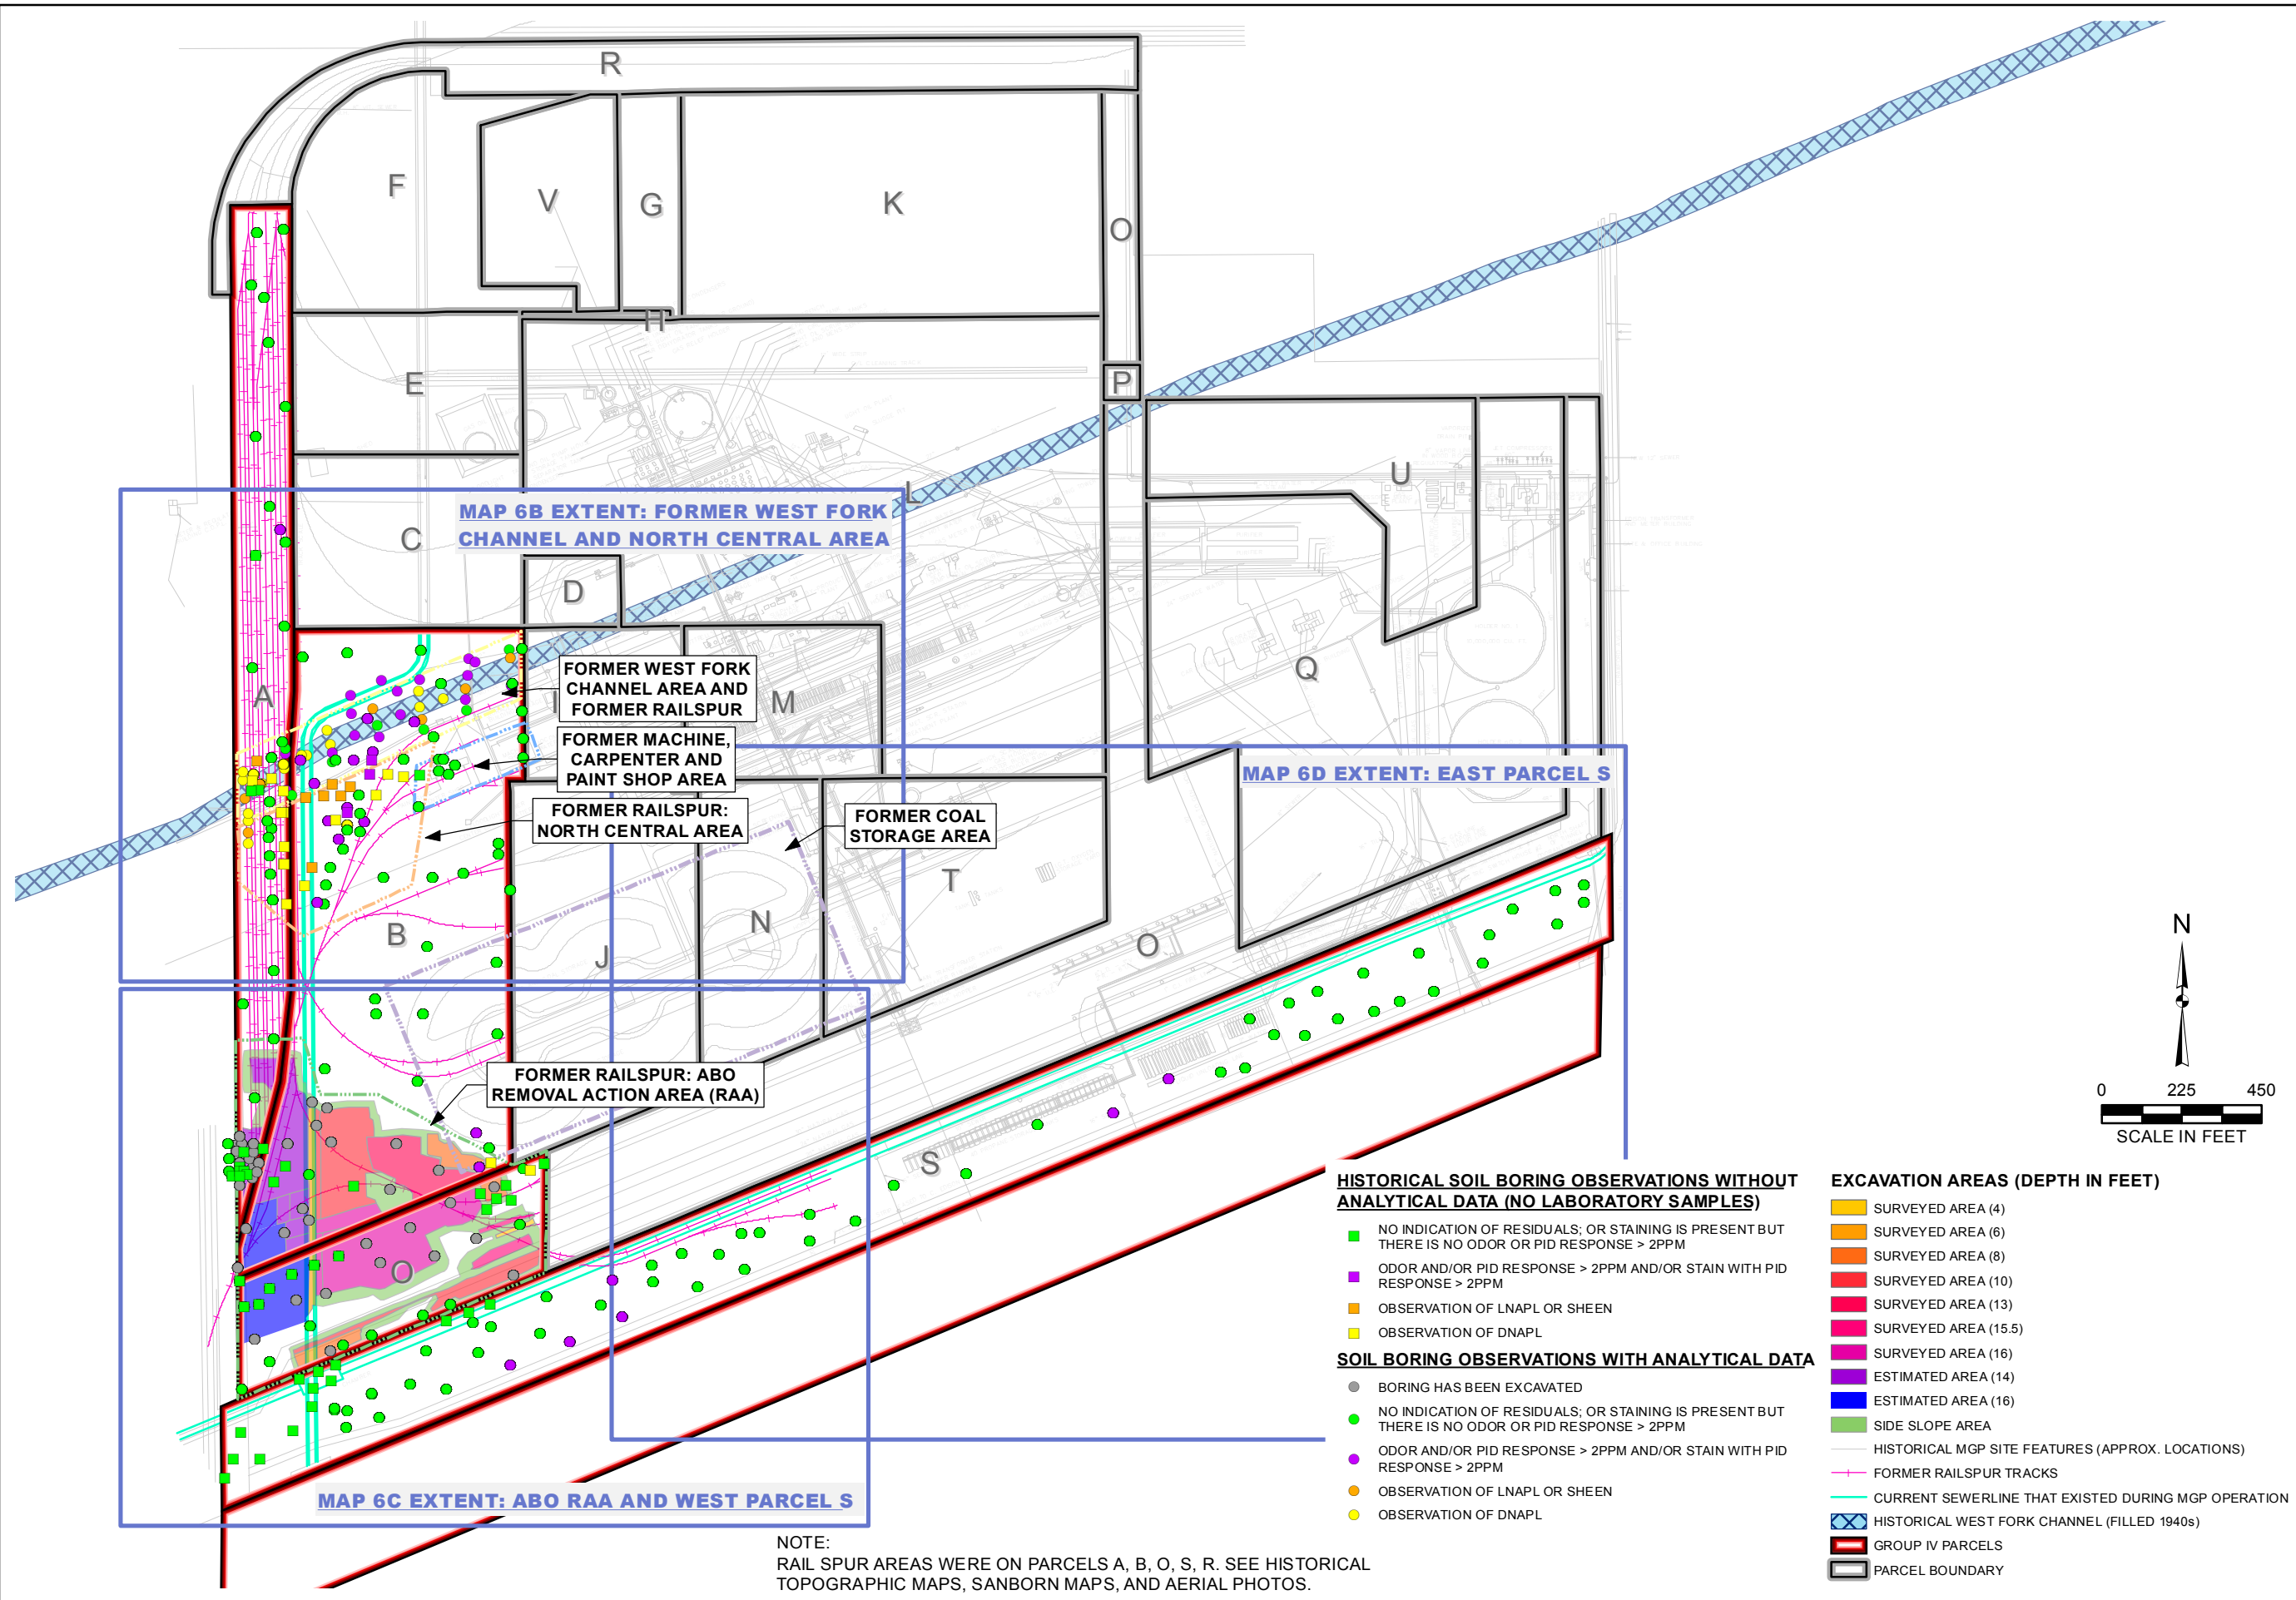 R
F
V
G
K
O
H
E
P
L
U
MAP 6B EXTENT: FORMER WEST FORK
CHANNEL AND NORTH CENTRAL AREA
C
D
Q
A
I
M
FORMER WEST FORK
CHANNEL AREA AND
FORMER RAILSPUR
FORMER MACHINE,
CARPENTER AND
PAINT SHOP AREA
MAP 6D EXTENT: EAST PARCEL S
FORMER RAILSPUR:
NORTH CENTRAL AREA
FORMER COAL
STORAGE AREA
T
B
J
N
O
N
0 225 450
SCALE IN FEET
FORMER RAILSPUR: ABO
REMOVAL ACTION AREA (RAA)
S
O
MAP 6C EXTENT: ABO RAA AND WEST PARCEL S
HISTORICAL SOIL BORING OBSERVATIONS WITHOUT
ANALYTICAL DATA (NO LABORATORY SAMPLES)
NO INDICATION OF RESIDUALS; OR STAINING IS PRESENT BUT
THERE IS NO ODOR OR PID RESPONSE > 2PPM
ODOR AND/OR PID RESPONSE > 2PPM AND/OR STAIN WITH PID
RESPONSE > 2PPM
OBSERVATION OF LNAPL OR SHEEN
OBSERVATION OF DNAPL
SOIL BORING OBSERVATIONS WITH ANALYTICAL DATA
BORING HAS BEEN EXCAVATED
NO INDICATION OF RESIDUALS; OR STAINING IS PRESENT BUT
THERE IS NO ODOR OR PID RESPONSE > 2PPM
ODOR AND/OR PID RESPONSE > 2PPM AND/OR STAIN WITH PID
RESPONSE > 2PPM
OBSERVATION OF LNAPL OR SHEEN
OBSERVATION OF DNAPL
EXCAVATION AREAS (DEPTH IN FEET)
SURVEYED AREA (4)
SURVEYED AREA (6)
SURVEYED AREA (8)
SURVEYED AREA (10)
SURVEYED AREA (13)
SURVEYED AREA (15.5)
SURVEYED AREA (16)
ESTIMATED AREA (14)
ESTIMATED AREA (16)
SIDE SLOPE AREA
HISTORICAL MGP SITE FEATURES (APPROX. LOCATIONS)
FORMER RAILSPUR TRACKS
CURRENT SEWERLINE THAT EXISTED DURING MGP OPERATION
HISTORICAL WEST FORK CHANNEL (FILLED 1940s)
GROUP IV PARCELS
PARCEL BOUNDARY
NOTE:
RAIL SPUR AREAS WERE ON PARCELS A, B, O, S, R. SEE HISTORICAL
TOPOGRAPHIC MAPS, SANBORN MAPS, AND AERIAL PHOTOS.